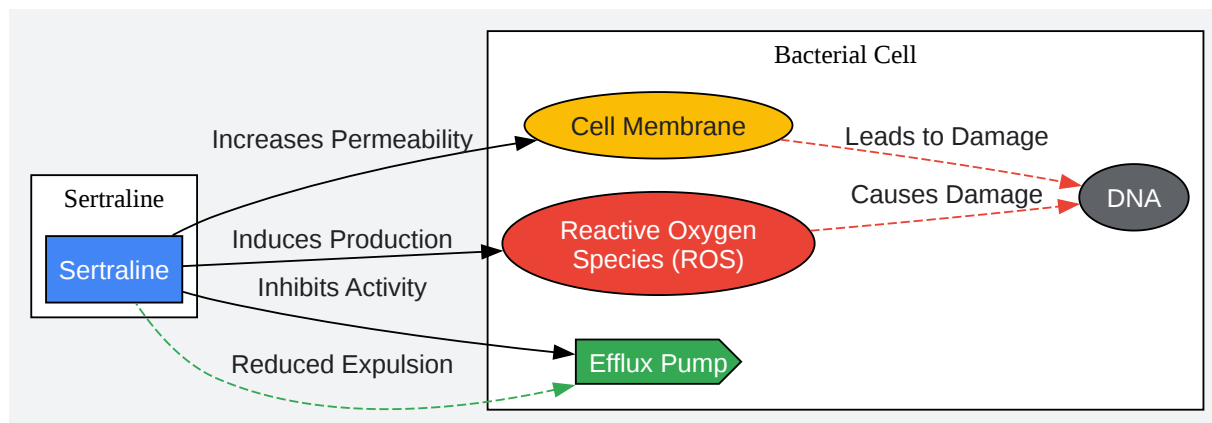 Bacterial Cell
Cell Membrane
Increases Permeability
Leads to Damage
Sertraline
Causes Damage
DNA
Reactive Oxygen
Species (ROS)
Induces Production
Sertraline
Inhibits Activity
Reduced Expulsion
Efflux Pump